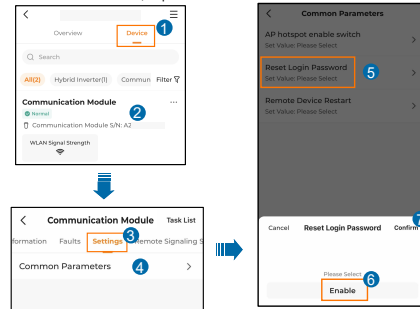 Overview Device 1
Search
All(2) Hybrid Inverter(1) Commun Filter
Communication Module ...
Normal 2
Communication Module S/N: A2
WLAN Signal Strength
Communication Module Task List
formation Faults Settings 3 Remote Signaling S
Common Parameters 4
Common Parameters
AP hotspot enable switch
Set Value: Please Select
Reset Login Password 5
Set Value: Please Select
Remote Device Restart
Set Value: Please Select
7
Cancel Reset Login Password Confirm
Please Select 6
Enable